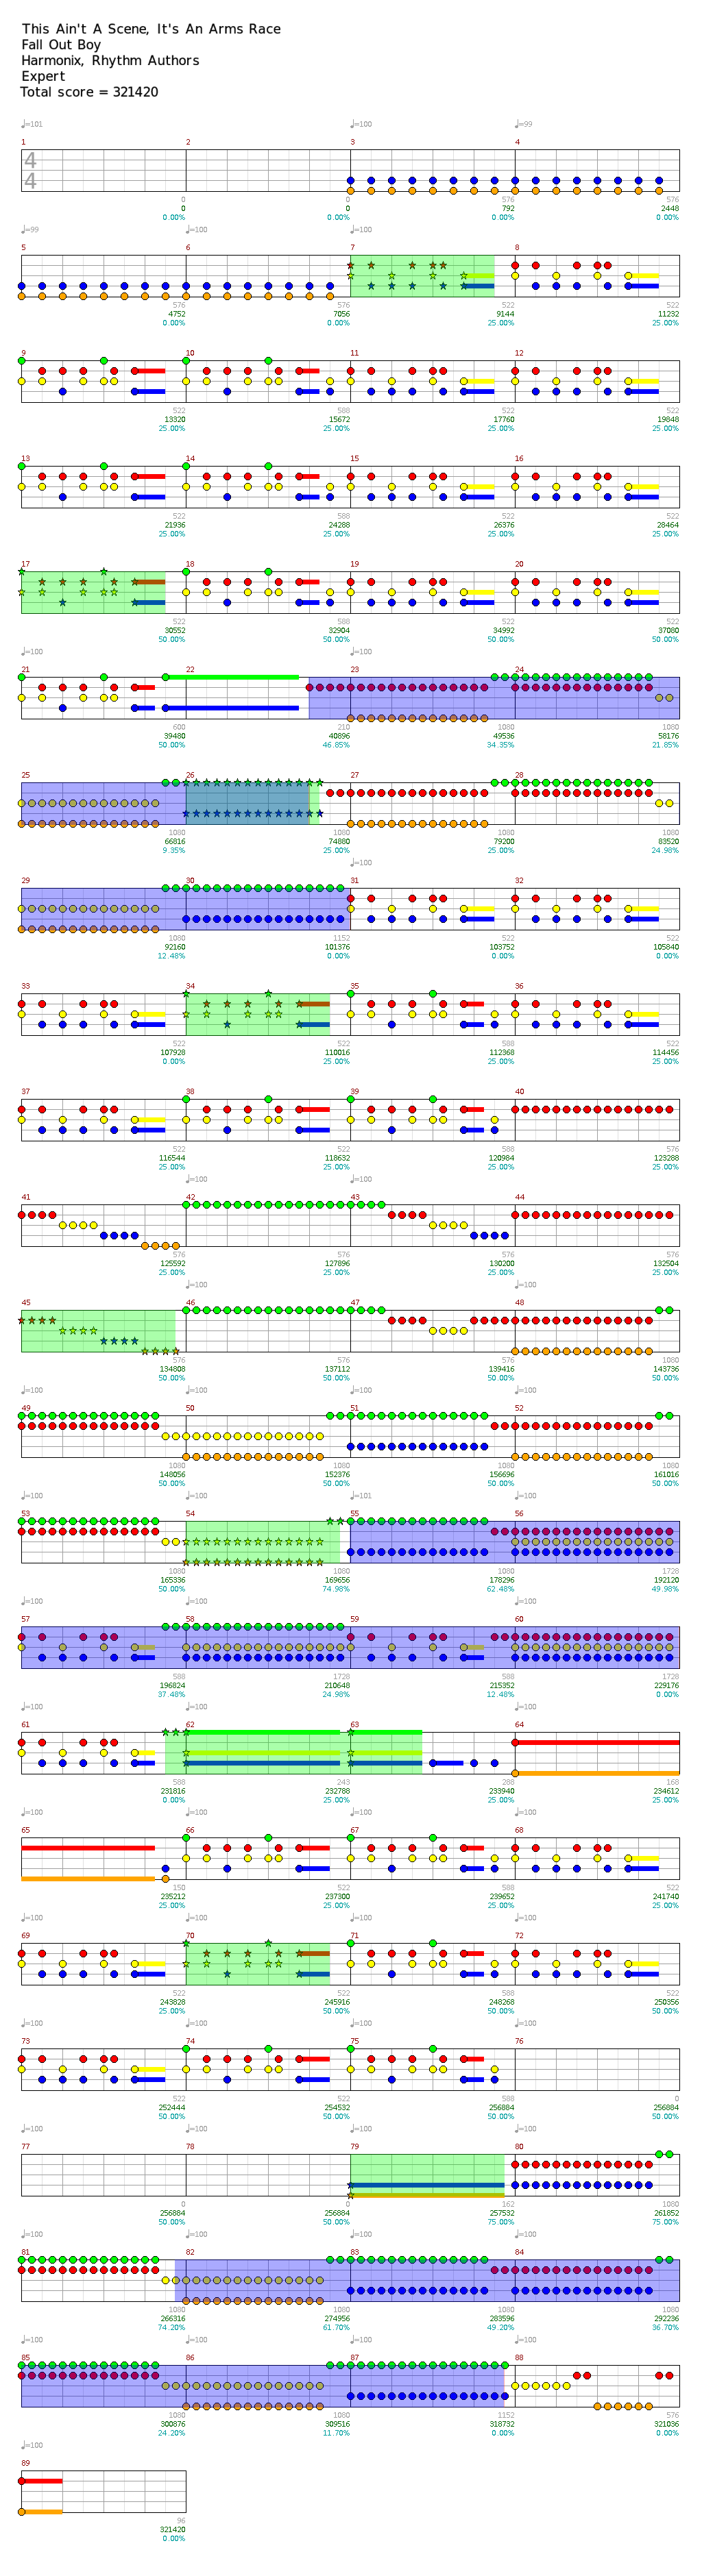 This Ain't A Scene, It's An Arms Race
Fall Out Boy
Harmonix, Rhythm Authors
Expert
Total score = 321420
♩=101 ♩=100 ♩=99
1 2 3 4
4
4
0 0 576 576
0 0 792 2448
0.00% 0.00% 0.00% 0.00%
♩=99 ♩=100 ♩=100
5 6 7 8
576 576 522 522
4752 7056 9144 11232
0.00% 0.00% 25.00% 25.00%
9 10 11 12
522 588 522 522
13320 15672 17760 19848
25.00% 25.00% 25.00% 25.00%
13 14 15 16
522 588 522 522
21936 24288 26376 28464
25.00% 25.00% 25.00% 25.00%
17 18 19 20
522 588 522 522
30552 32904 34992 37080
50.00% 50.00% 50.00% 50.00%
♩=100 ♩=100
21 22 23 24
600 210 1080 1080
39480 40896 49536 58176
50.00% 46.85% 34.35% 21.85%
25 26 27 28
1080 1080 1080 1080
66816 74880 79200 83520
9.35% 25.00% 25.00% 24.98%
♩=100
29 30 31 32
1080 1152 522 522
92160 101376 103752 105840
12.48% 0.00% 0.00% 0.00%
33 34 35 36
522 522 588 522
107928 110016 112368 114456
0.00% 25.00% 25.00% 25.00%
37 38 39 40
522 522 588 576
116544 118632 120984 123288
25.00% 25.00% 25.00% 25.00%
♩=100
41 42 43 44
576 576 576 576
125592 127896 130200 132504
25.00% 25.00% 25.00% 25.00%
♩=100 ♩=100
45 46 47 48
576 576 576 1080
134808 137112 139416 143736
50.00% 50.00% 50.00% 50.00%
♩=100 ♩=100 ♩=100 ♩=100
49 50 51 52
1080 1080 1080 1080
148056 152376 156696 161016
50.00% 50.00% 50.00% 50.00%
♩=100 ♩=100 ♩=101 ♩=100
53 54 55 56
1080 1080 1080 1728
165336 169656 178296 192120
50.00% 74.98% 62.48% 49.98%
♩=100 ♩=100 ♩=100 ♩=100
57 58 59 60
588 1728 588 1728
196824 210648 215352 229176
37.48% 24.98% 12.48% 0.00%
♩=100 ♩=100 ♩=100 ♩=100
61 62 63 64
588 243 288 168
231816 232788 233940 234612
0.00% 25.00% 25.00% 25.00%
♩=100 ♩=100 ♩=100 ♩=100
65 66 67 68
150 522 588 522
235212 237300 239652 241740
25.00% 25.00% 25.00% 25.00%
♩=100 ♩=100 ♩=100 ♩=100
69 70 71 72
522 522 588 522
243828 245916 248268 250356
25.00% 50.00% 50.00% 50.00%
♩=100 ♩=100 ♩=100 ♩=100
73 74 75 76
522 522 588 0
252444 254532 256884 256884
50.00% 50.00% 50.00% 50.00%
♩=100 ♩=100 ♩=100 ♩=100
77 78 79 80
0 0 162 1080
256884 256884 257532 261852
50.00% 50.00% 75.00% 75.00%
♩=100 ♩=100 ♩=100 ♩=100
81 82 83 84
1080 1080 1080 1080
266316 274956 283596 292236
74.20% 61.70% 49.20% 36.70%
♩=100 ♩=100 ♩=100 ♩=100
85 86 87 88
1080 1080 1152 576
300876 309516 318732 321036
24.20% 11.70% 0.00% 0.00%
♩=100
89
96
321420
0.00%